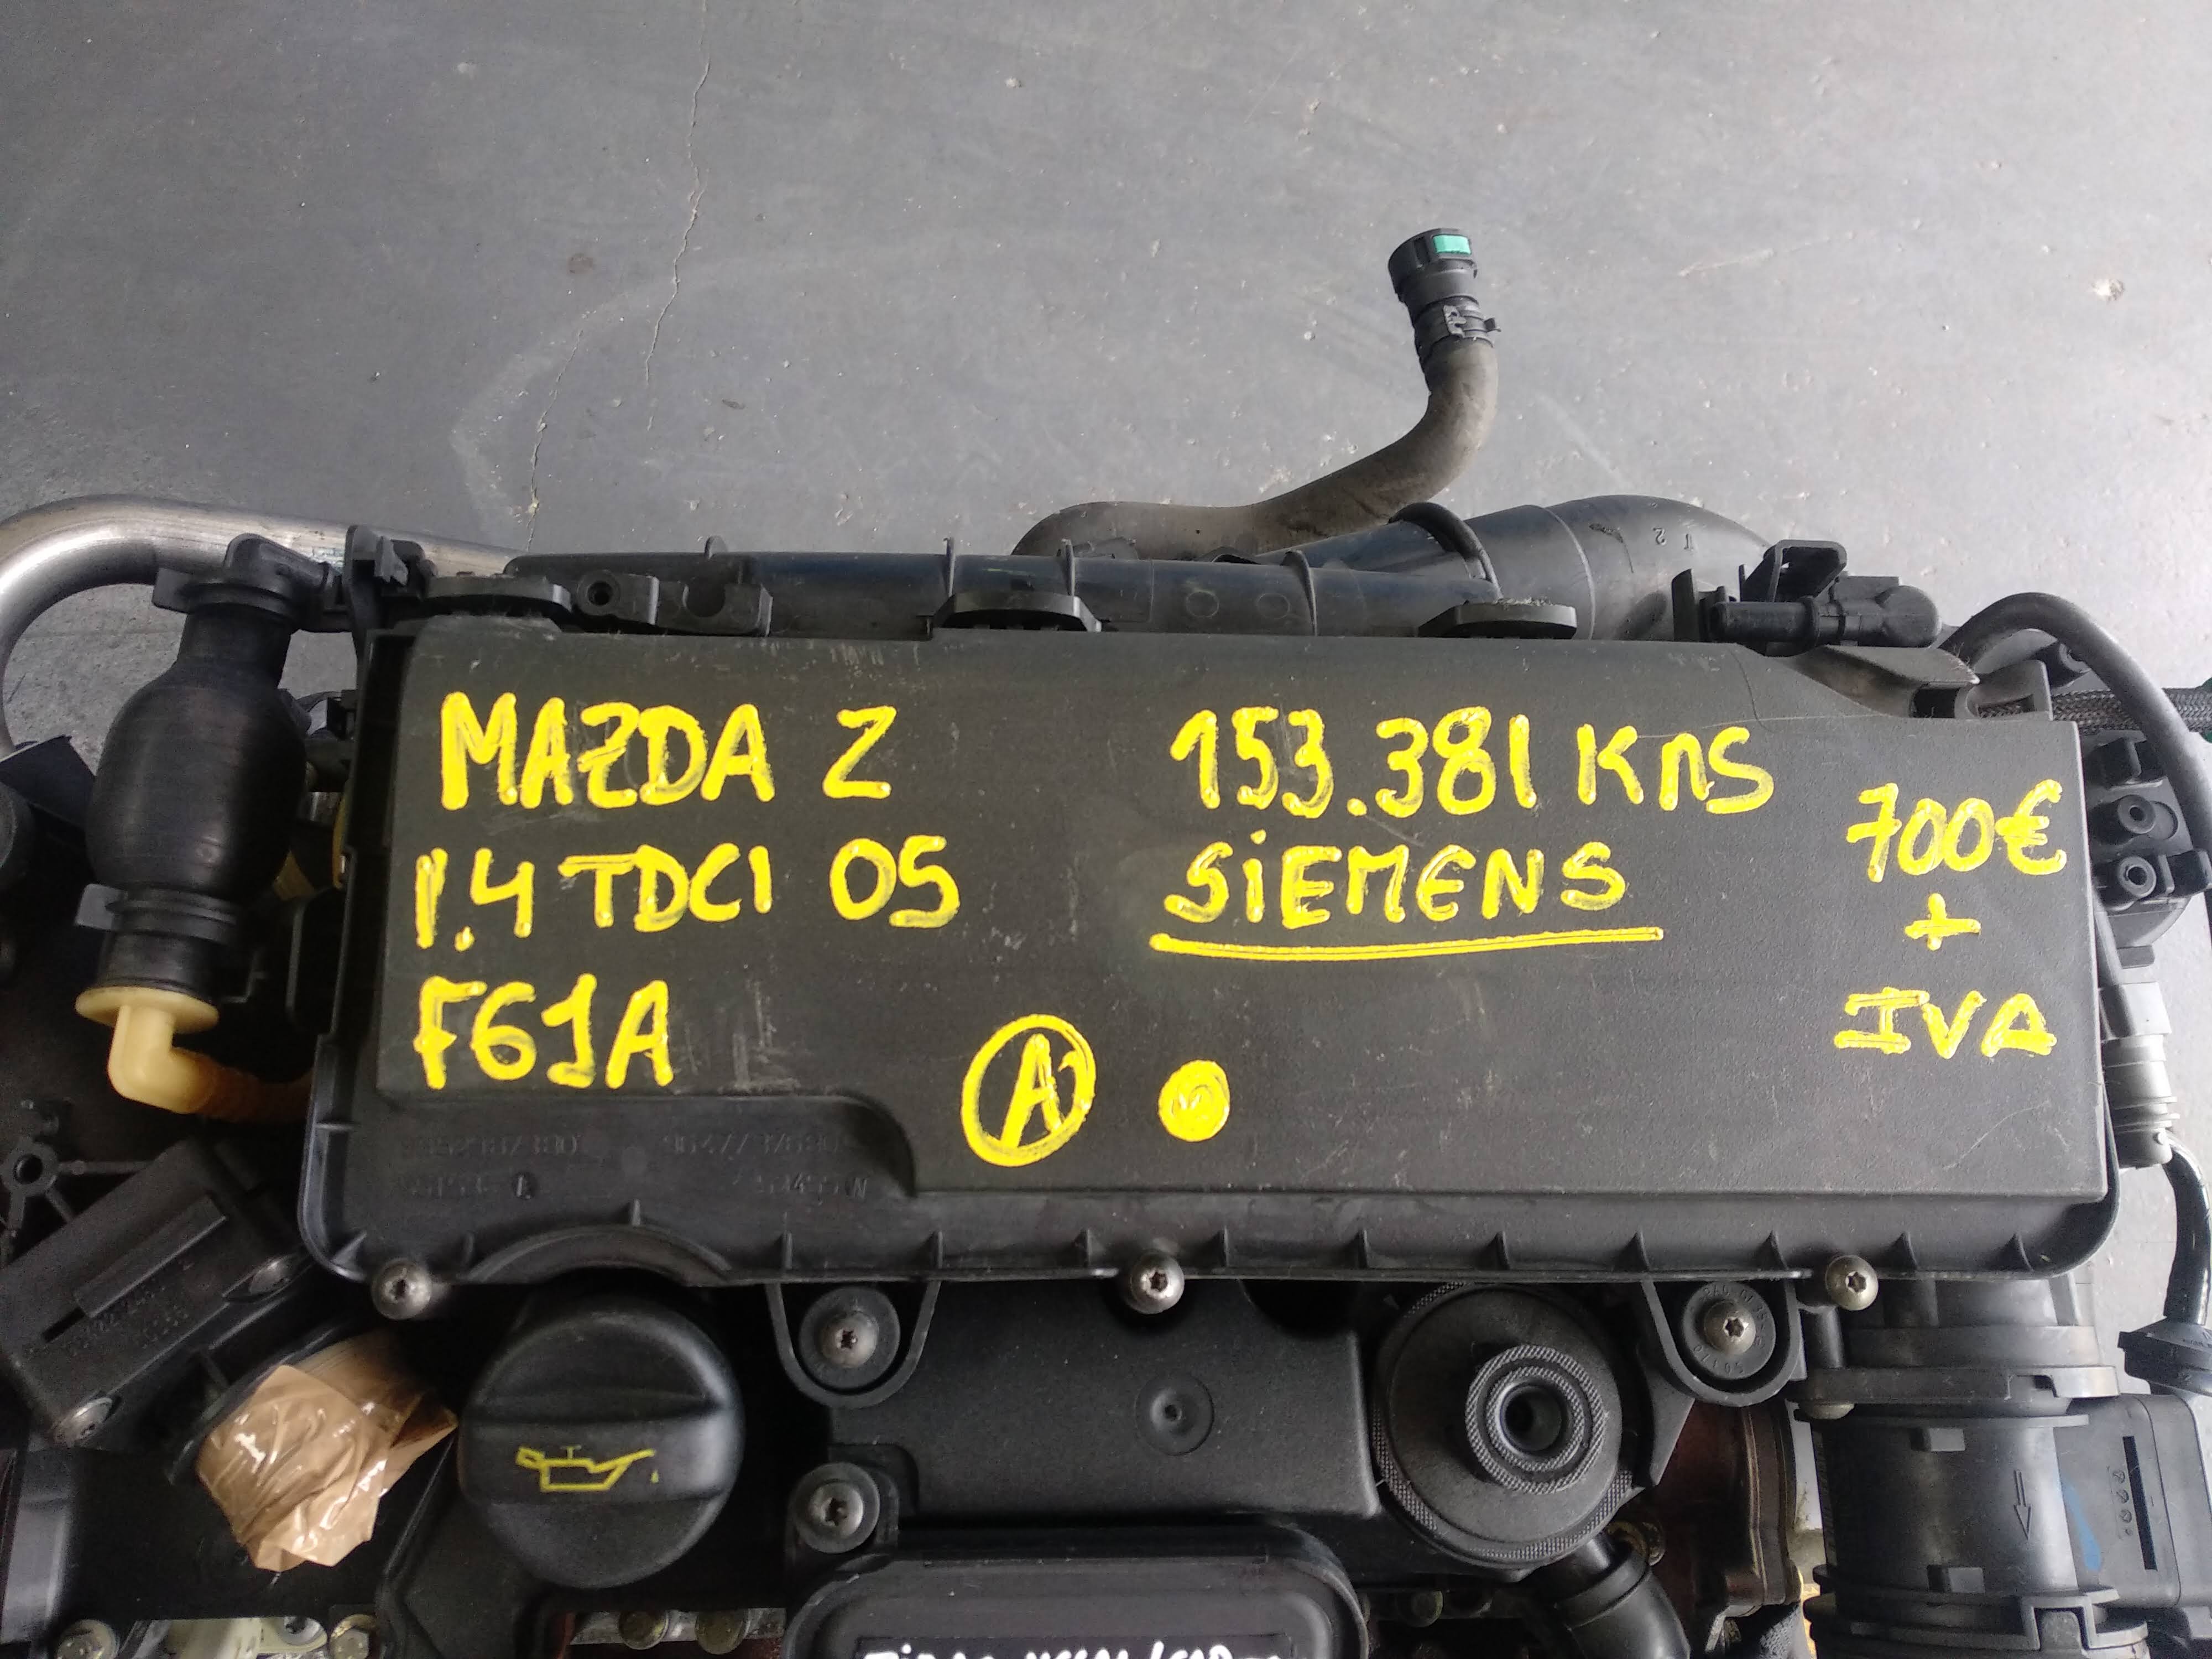 MAZDA 2
1.4 TDCI 05
F6JA
153.381 KMS
SIEMENS
700€
+
IVA
A